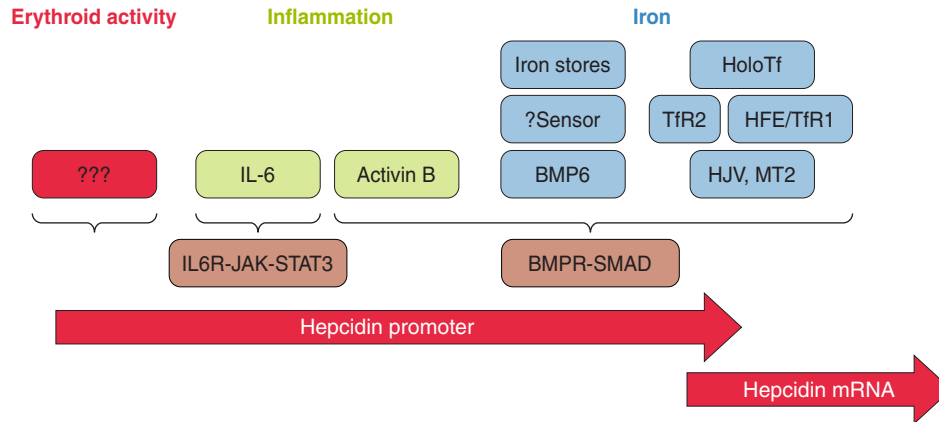 Erythroid activity
Inflammation
Iron
Iron stores
HoloTf
?Sensor
TfR2
HFE/TfR1
???
IL-6
Activin B
BMP6
HJV, MT2
IL6R-JAK-STAT3
BMPR-SMAD
Hepcidin promoter
Hepcidin mRNA